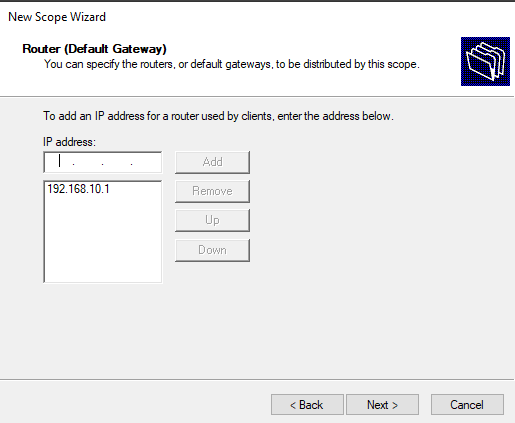 New Scope Wizard
Router (Default Gateway)
You can specify the routers, or default gateways, to be distributed by this scope.
To add an IP address for a router used by clients, enter the address below.
IP address:
. . .
Add
192.168.10.1
Remove
Up
Down
< Back
Next >
Cancel